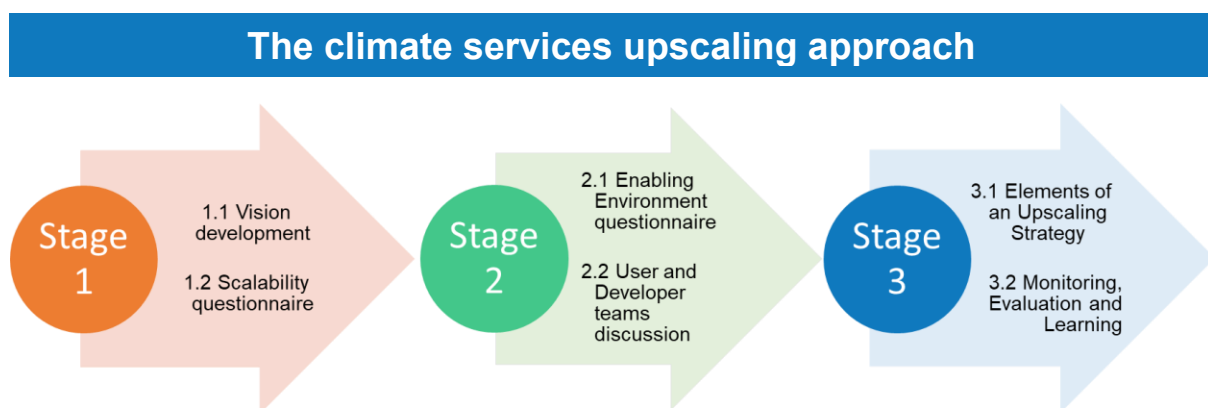 The climate services upscaling approach
Stage
1
1.1 Vision
development
1.2 Scalability
questionnaire
Stage
2
2.1 Enabling
Environment
questionnaire
2.2 User and
Developer
teams
discussion
Stage
3
3.1 Elements of
an Upscaling
Strategy
3.2 Monitoring,
Evaluation and
Learning